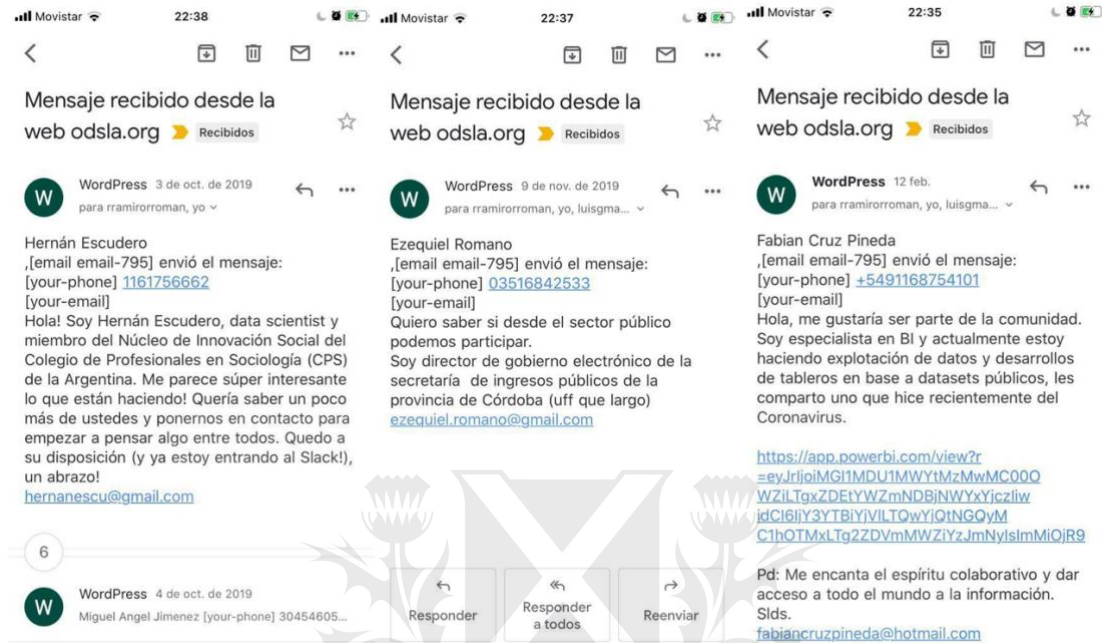 Movistar 22:38
Mensaje recibido desde la
web odsla.org Recibidos
W
WordPress 3 de oct. de 2019
para rramirorroman, yo
Hernán Escudero
,[email email-795] envió el mensaje:
[your-phone] 1161756662
[your-email]
Hola! Soy Hernán Escudero, data scientist y
miembro del Núcleo de Innovación Social del
Colegio de Profesionales en Sociología (CPS)
de la Argentina. Me parece súper interesante
lo que están haciendo! Quería saber un poco
más de ustedes y ponernos en contacto para
empezar a pensar algo entre todos. Quedo a
su disposición (y ya estoy entrando al Slack!),
un abrazo!
hernanescu@gmail.com
6
W
WordPress 4 de oct. de 2019
Miguel Angel Jimenez [your-phone] 30454605...
Movistar 22:37
Mensaje recibido desde la
web odsla.org Recibidos
W
WordPress 9 de nov. de 2019
para rramirorroman, yo, luisgma...
Ezequiel Romano
,[email email-795] envió el mensaje:
[your-phone] 03516842533
[your-email]
Quiero saber si desde el sector público
podemos participar.
Soy director de gobierno electrónico de la
secretaría de ingresos públicos de la
provincia de Córdoba (uff que largo)
ezequiel.romano@gmail.com
Responder
Responder
a todos
Reenviar
Movistar 22:35
Mensaje recibido desde la
web odsla.org Recibidos
W
WordPress 12 feb.
para rramirorroman, yo, luisgma...
Fabian Cruz Pineda
,[email email-795] envió el mensaje:
[your-phone] +5491168754101
[your-email]
Hola, me gustaría ser parte de la comunidad.
Soy especialista en BI y actualmente estoy
haciendo explotación de datos y desarrollos
de tableros en base a datasets públicos, les
comparto uno que hice recientemente del
Coronavirus.
https://app.powerbi.com/view?r
=eyJrIjoiMGI1MDU1MWYtMzMwMC00O
WZiLTgxZDEtYWZmNDBjNWYxYjczIiw
idCI6IjY3YTBiYjVlLTQwYjQtNGQyM
C1hOTMxLTg2ZDVmMWZiYzJmNyIsImMiOjR9
Pd: Me encanta el espíritu colaborativo y dar
acceso a todo el mundo a la información.
Slds.
fabiancruzpineda@hotmail.com